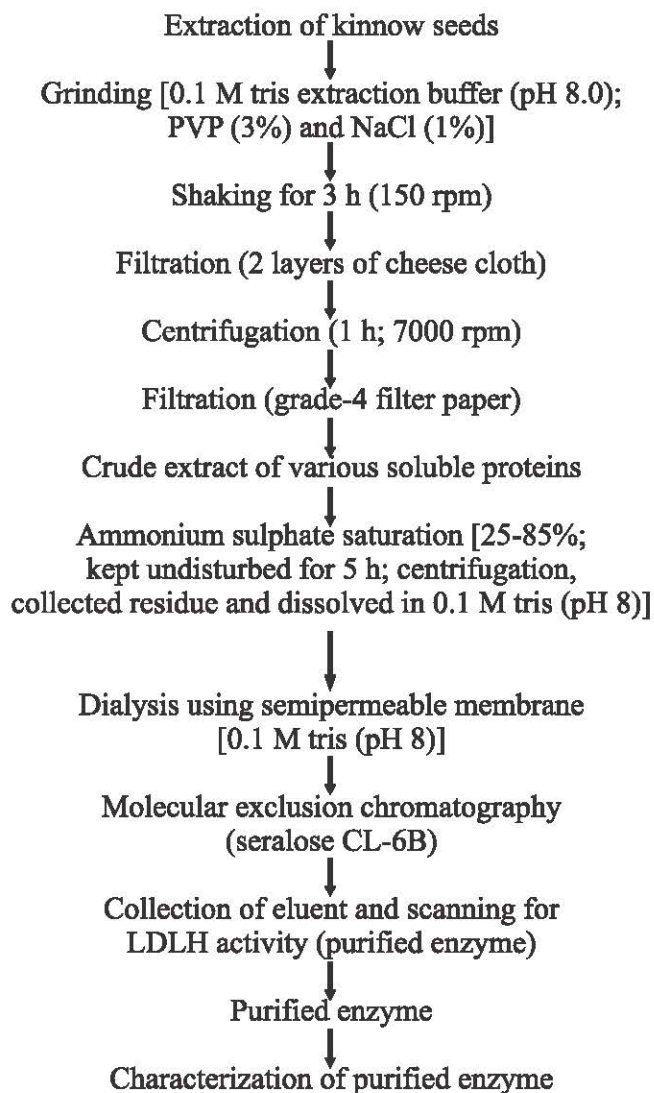 Extraction of kinnow seeds
Grinding [0.1 M tris extraction buffer (pH 8.0);
PVP (3%) and NaCl (1%)]
Shaking for 3 h (150 rpm)
Filtration (2 layers of cheese cloth)
Centrifugation (1 h; 7000 rpm)
Filtration (grade-4 filter paper)
Crude extract of various soluble proteins
Ammonium sulphate saturation [25-85%;
kept undisturbed for 5 h; centrifugation,
collected residue and dissolved in 0.1 M tris (pH 8)]
Dialysis using semipermeable membrane
[0.1 M tris (pH 8)]
Molecular exclusion chromatography
(seralose CL-6B)
Collection of eluent and scanning for
LDLH activity (purified enzyme)
Purified enzyme
Characterization of purified enzyme